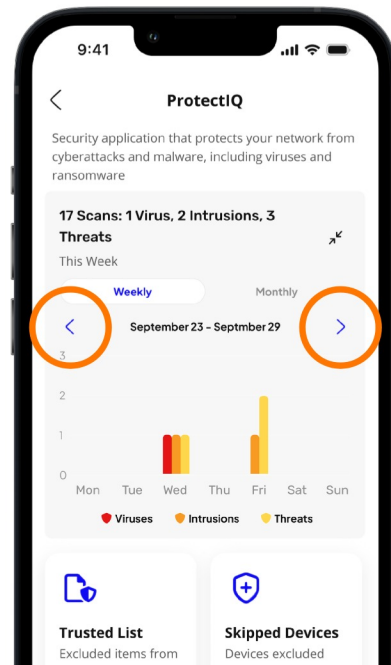 9:41
ProtectIQ
Security application that protects your network from
cyberattacks and malware, including viruses and
ransomware
17 Scans: 1 Virus, 2 Intrusions, 3
Threats
This Week
Weekly Monthly
September 23 - Septmber 29
3
2
1
0
Mon Tue Wed Thu Fri Sat Sun
Viruses Intrusions Threats
Trusted List Skipped Devices
Excluded items from Devices excluded